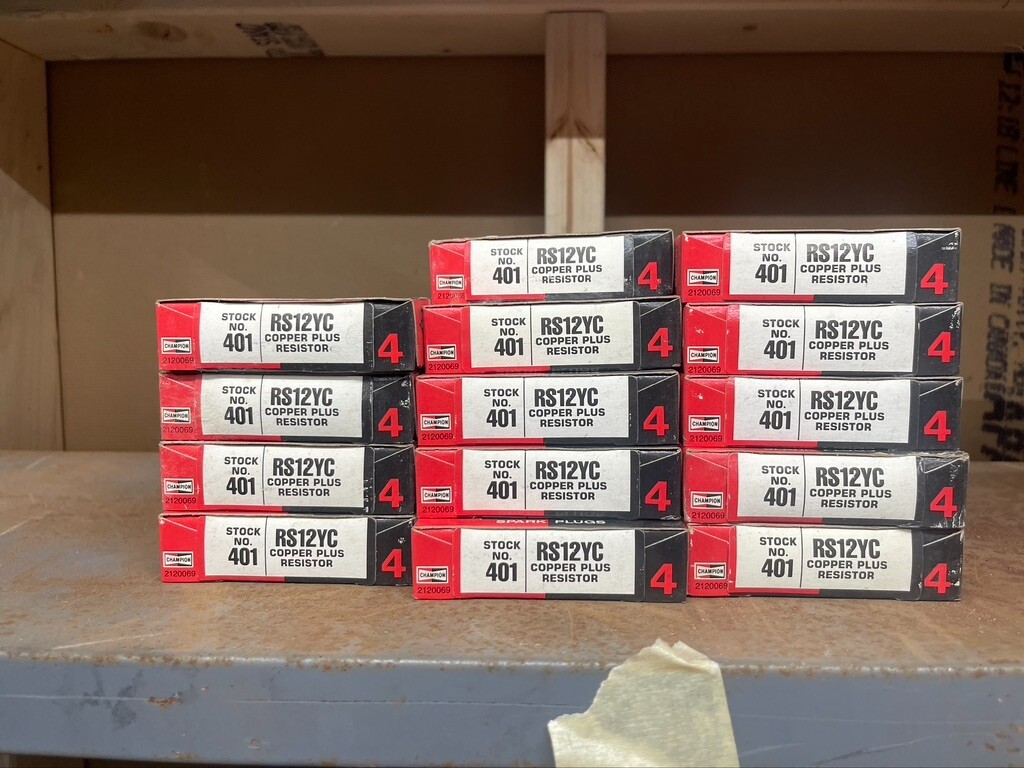 STOCK NO. 401 RS12YC COPPER PLUS RESISTOR 4
CHAMPION 2120069
STOCK NO. 401 RS12YC COPPER PLUS RESISTOR 4
CHAMPION 2120069
STOCK NO. 401 RS12YC COPPER PLUS RESISTOR 4
CHAMPION 2120069
STOCK NO. 401 RS12YC COPPER PLUS RESISTOR 4
CHAMPION 2120069
STOCK NO. 401 RS12YC COPPER PLUS RESISTOR 4
CHAMPION 2120069
STOCK NO. 401 RS12YC COPPER PLUS RESISTOR 4
CHAMPION 2120069
STOCK NO. 401 RS12YC COPPER PLUS RESISTOR 4
CHAMPION 2120069
STOCK NO. 401 RS12YC COPPER PLUS RESISTOR 4
CHAMPION 2120069
SPARK PLUGS
STOCK NO. 401 RS12YC COPPER PLUS RESISTOR 4
CHAMPION 2120069
STOCK NO. 401 RS12YC COPPER PLUS RESISTOR 4
CHAMPION 2120069
STOCK NO. 401 RS12YC COPPER PLUS RESISTOR 4
CHAMPION 2120069
STOCK NO. 401 RS12YC COPPER PLUS RESISTOR 4
CHAMPION 2120069
STOCK NO. 401 RS12YC COPPER PLUS RESISTOR 4
CHAMPION 2120069
STOCK NO. 401 RS12YC COPPER PLUS RESISTOR 4
CHAMPION 2120069
12:18 LINE
MADE IN CANADA